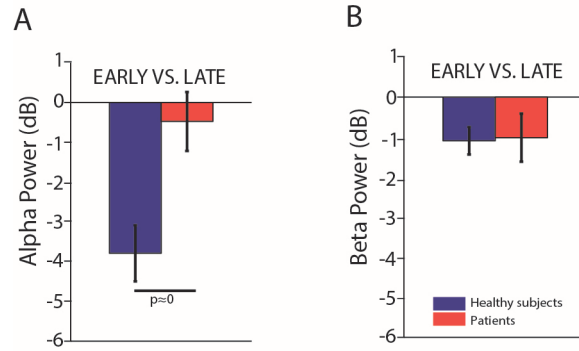 A
EARLY VS. LATE
Alpha Power (dB)
1
0
-1
-2
-3
-4
-5
-6
p≈0
B
EARLY VS. LATE
Beta Power (dB)
1
0
-1
-2
-3
-4
-5
-6
Healthy subjects
Patients